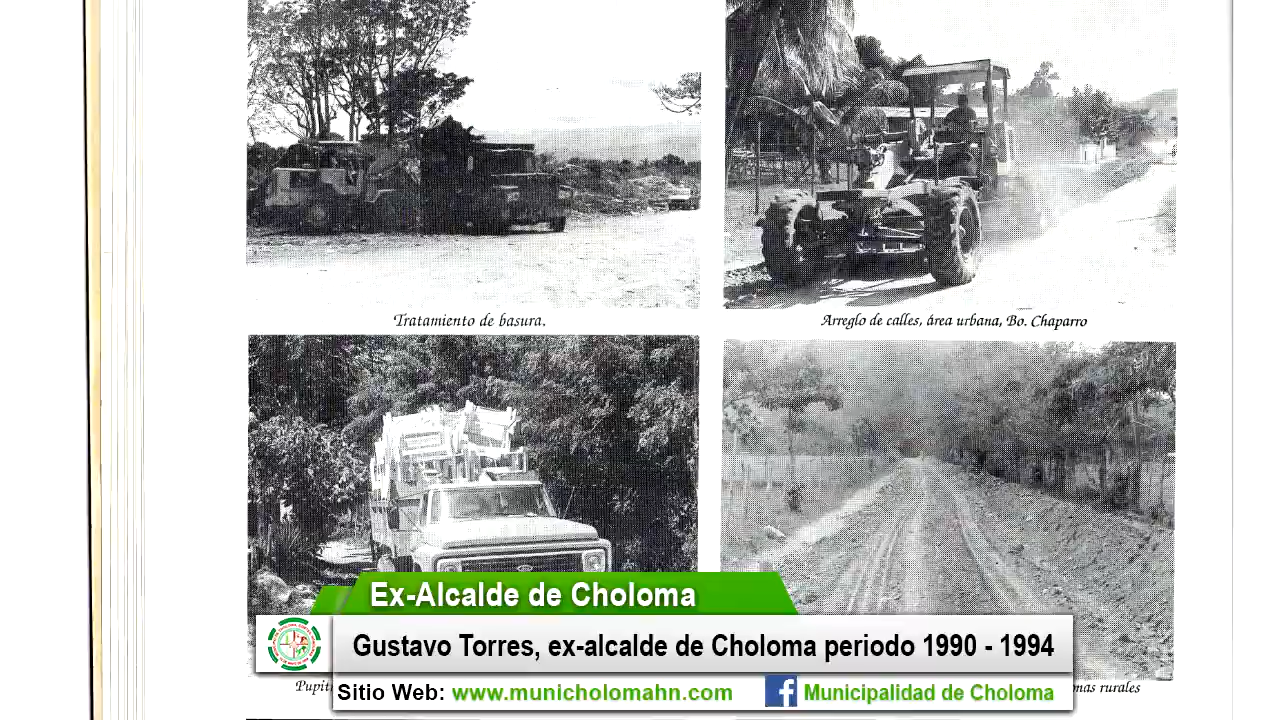 Tratamiento de basura.
Arreglo de calles, área urbana, Bo. Chaparro
Ex-Alcalde de Choloma
Gustavo Torres, ex-alcalde de Choloma periodo 1990 - 1994
Sitio Web: www.municholomahn.com
Municipalidad de Choloma
rurales